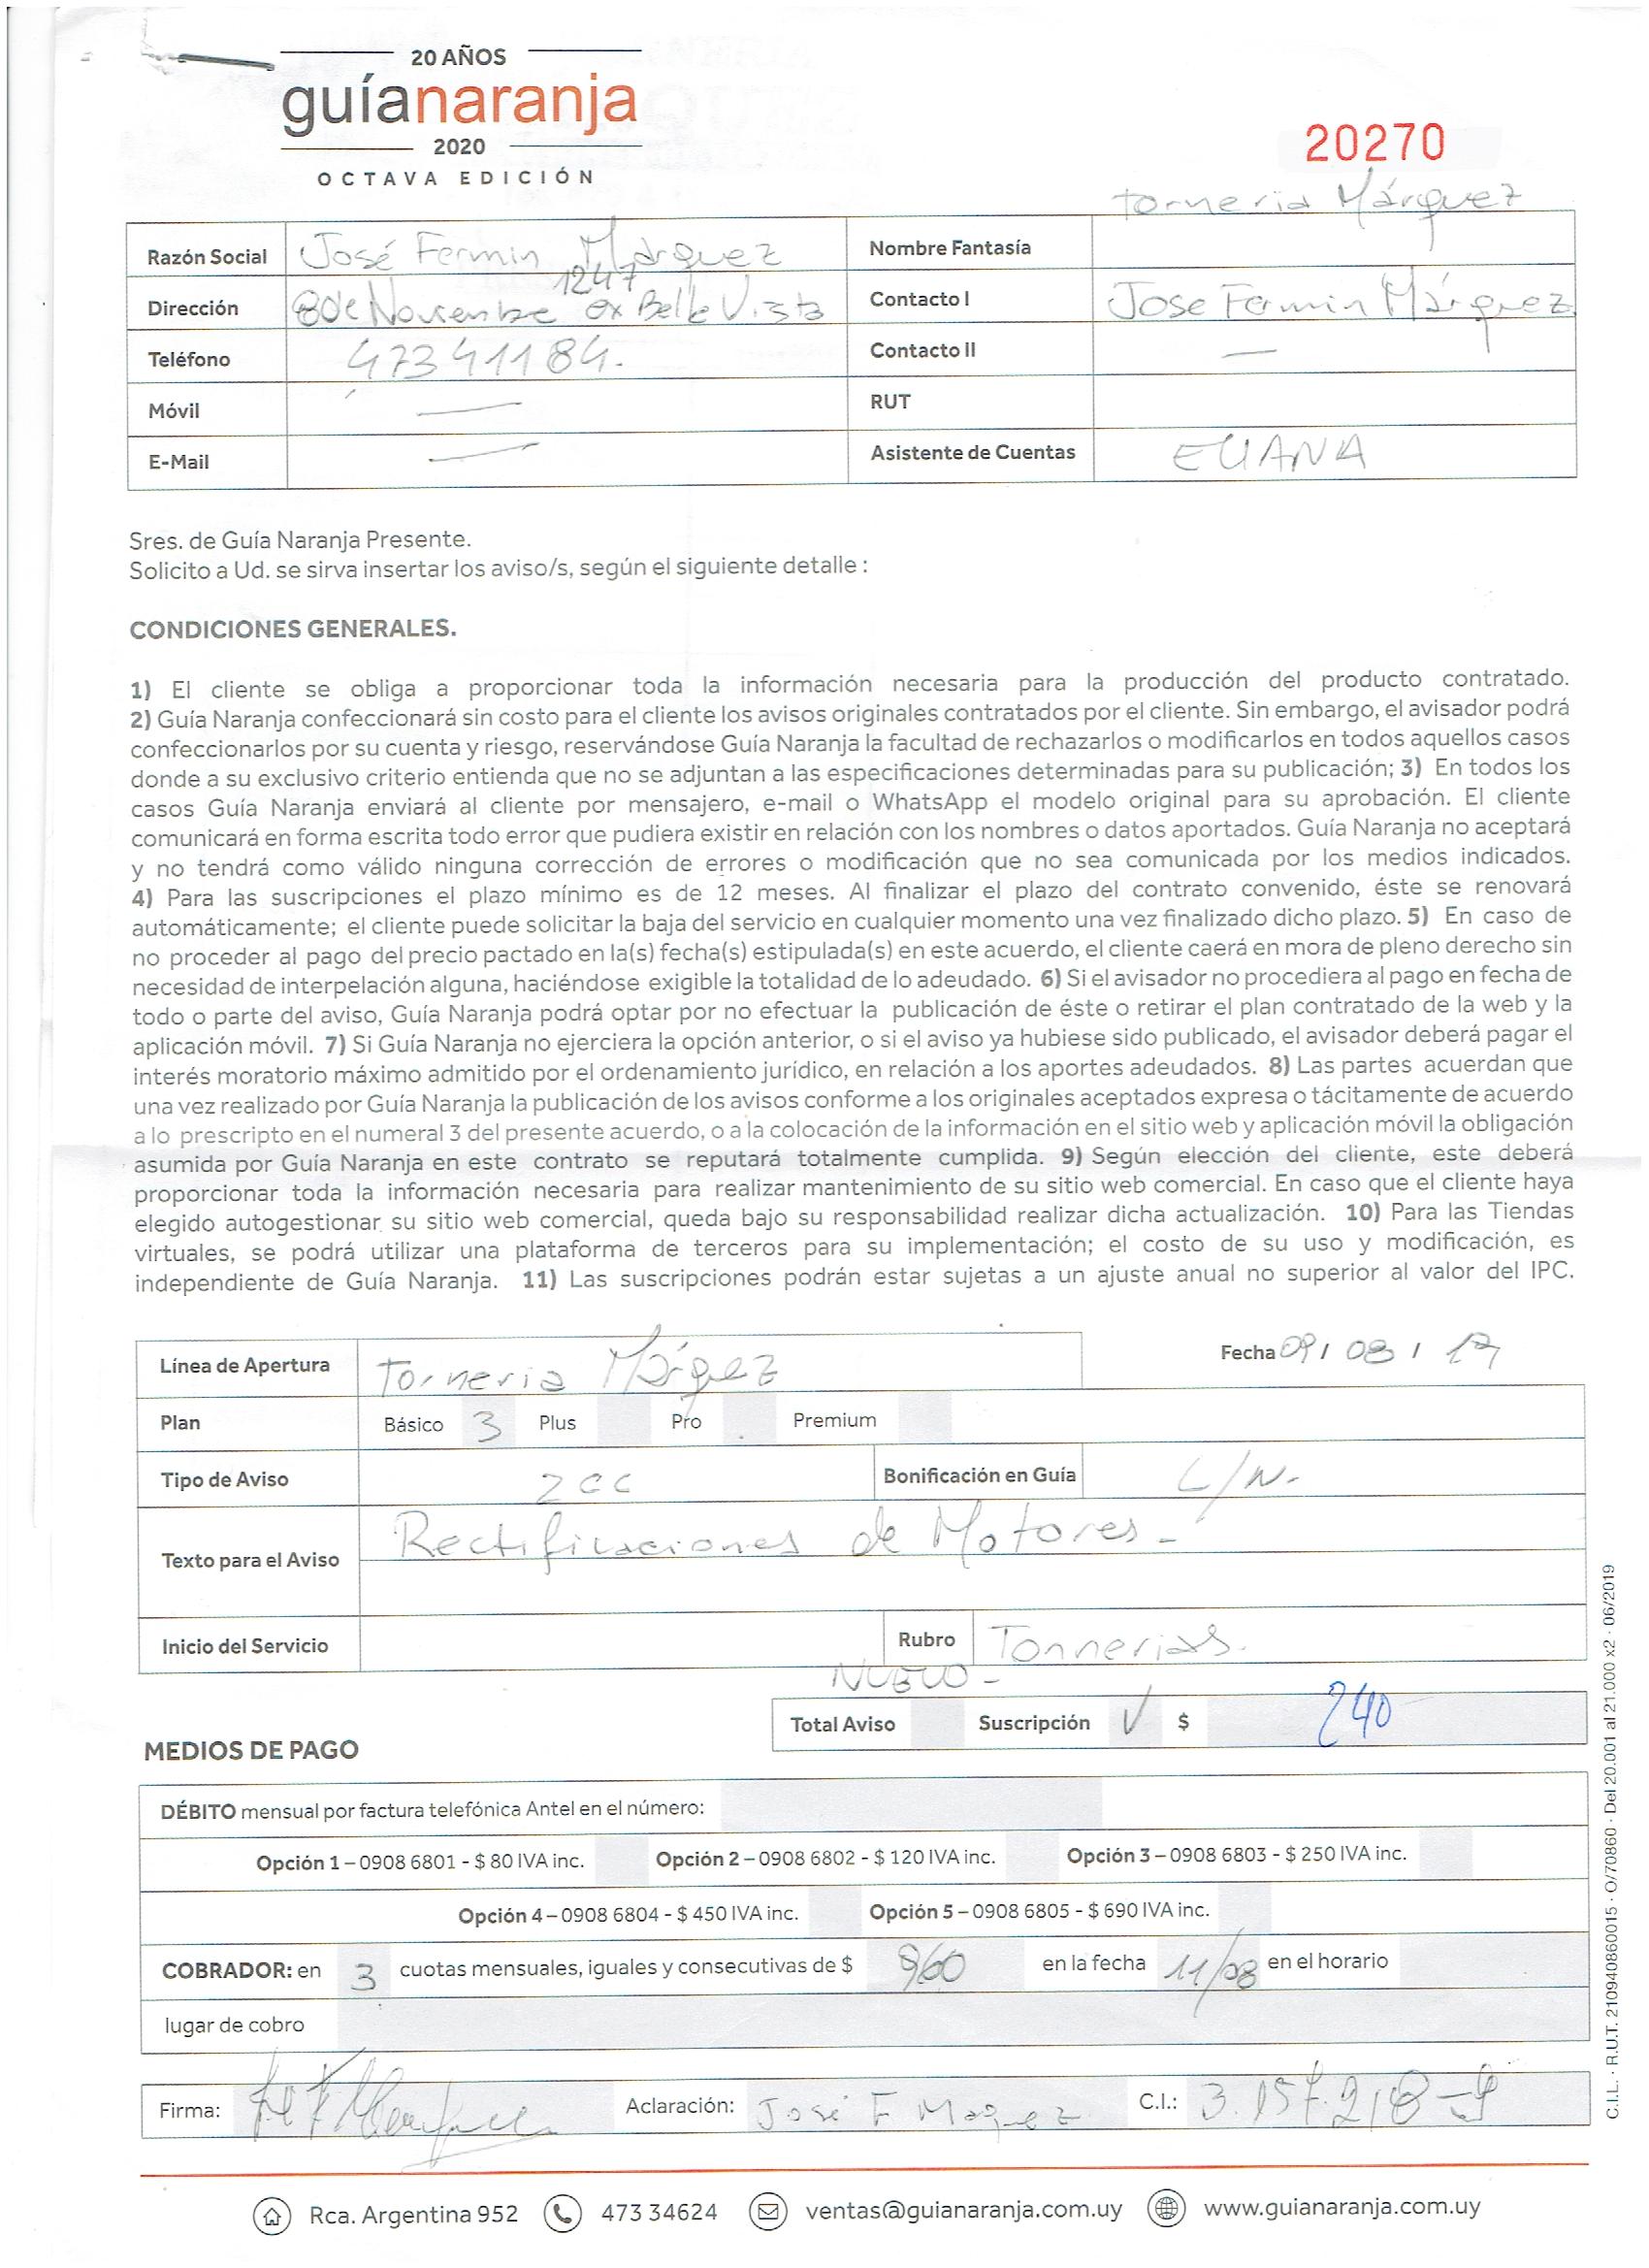 20 AÑOS
guíanaranja
2020
OCTAVA EDICIÓN
20270
Tornería Márquez
Razón Social José Fermin Márquez Nombre Fantasía
1247
Dirección 8 de Noviembre ex Bella Vista Contacto I Jose Fermin Márquez
Teléfono 47341184. Contacto II —
Móvil — RUT
E-Mail — Asistente de Cuentas ELIANA
Sres. de Guía Naranja Presente.
Solicito a Ud. se sirva insertar los aviso/s, según el siguiente detalle :
CONDICIONES GENERALES.
1) El cliente se obliga a proporcionar toda la información necesaria para la producción del producto contratado.
2) Guía Naranja confeccionará sin costo para el cliente los avisos originales contratados por el cliente. Sin embargo, el avisador podrá
confeccionarlos por su cuenta y riesgo, reservándose Guía Naranja la facultad de rechazarlos o modificarlos en todos aquellos casos
donde a su exclusivo criterio entienda que no se adjuntan a las especificaciones determinadas para su publicación; 3) En todos los
casos Guía Naranja enviará al cliente por mensajero, e-mail o WhatsApp el modelo original para su aprobación. El cliente
comunicará en forma escrita todo error que pudiera existir en relación con los nombres o datos aportados. Guía Naranja no aceptará
y no tendrá como válido ninguna corrección de errores o modificación que no sea comunicada por los medios indicados.
4) Para las suscripciones el plazo mínimo es de 12 meses. Al finalizar el plazo del contrato convenido, éste se renovará
automáticamente; el cliente puede solicitar la baja del servicio en cualquier momento una vez finalizado dicho plazo. 5) En caso de
no proceder al pago del precio pactado en la(s) fecha(s) estipulada(s) en este acuerdo, el cliente caerá en mora de pleno derecho sin
necesidad de interpelación alguna, haciéndose exigible la totalidad de lo adeudado. 6) Si el avisador no procediera al pago en fecha de
todo o parte del aviso, Guía Naranja podrá optar por no efectuar la publicación de éste o retirar el plan contratado de la web y la
aplicación móvil. 7) Si Guía Naranja no ejerciera la opción anterior, o si el aviso ya hubiese sido publicado, el avisador deberá pagar el
interés moratorio máximo admitido por el ordenamiento jurídico, en relación a los aportes adeudados. 8) Las partes acuerdan que
una vez realizado por Guía Naranja la publicación de los avisos conforme a los originales aceptados expresa o tácitamente de acuerdo
a lo prescripto en el numeral 3 del presente acuerdo, o a la colocación de la información en el sitio web y aplicación móvil la obligación
asumida por Guía Naranja en este contrato se reputará totalmente cumplida. 9) Según elección del cliente, este deberá
proporcionar toda la información necesaria para realizar mantenimiento de su sitio web comercial. En caso que el cliente haya
elegido autogestionar su sitio web comercial, queda bajo su responsabilidad realizar dicha actualización. 10) Para las Tiendas
virtuales, se podrá utilizar una plataforma de terceros para su implementación; el costo de su uso y modificación, es
independiente de Guía Naranja. 11) Las suscripciones podrán estar sujetas a un ajuste anual no superior al valor del IPC.
Línea de Apertura Torneria Márqez Fecha 09 / 08 / 19
Plan Básico 3 Plus Pro Premium
Tipo de Aviso 2CC Bonificación en Guía L/N-
Texto para el Aviso Rectificaciones de Motores-
Inicio del Servicio Rubro Tornerias.
NUEVO-
Total Aviso Suscripción ✓ $ 240
MEDIOS DE PAGO
DÉBITO mensual por factura telefónica Antel en el número:
Opción 1 – 0908 6801 - $ 80 IVA inc. Opción 2 – 0908 6802 - $ 120 IVA inc. Opción 3 – 0908 6803 - $ 250 IVA inc.
Opción 4 – 0908 6804 - $ 450 IVA inc. Opción 5 – 0908 6805 - $ 690 IVA inc.
COBRADOR: en 3 cuotas mensuales, iguales y consecutivas de $ 960 en la fecha 11/08 en el horario
lugar de cobro
Firma: Aclaración: José F Maqez C.I.:
Rca. Argentina 952 473 34624 ventas@guianaranja.com.uy www.guianaranja.com.uy
C.I.L. · R.U.T. 210940860015 · O/70860 · Del 20.001 al 21.000 x2 · 06/2019